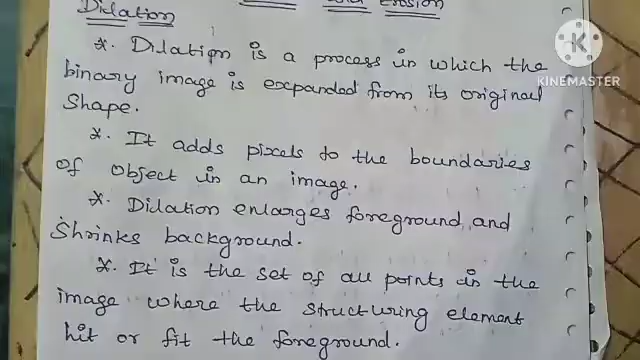 and Erosion
Dilation
*. Dilation is a process in which the
binary image is expanded from its original
Shape.
*. It adds pixels to the boundaries
of object in an image.
*. Dilation enlarges foreground and
Shrinks background.
*. It is the set of all points in the
image where the structuring element
hit or fit the foreground.
KINEMASTER